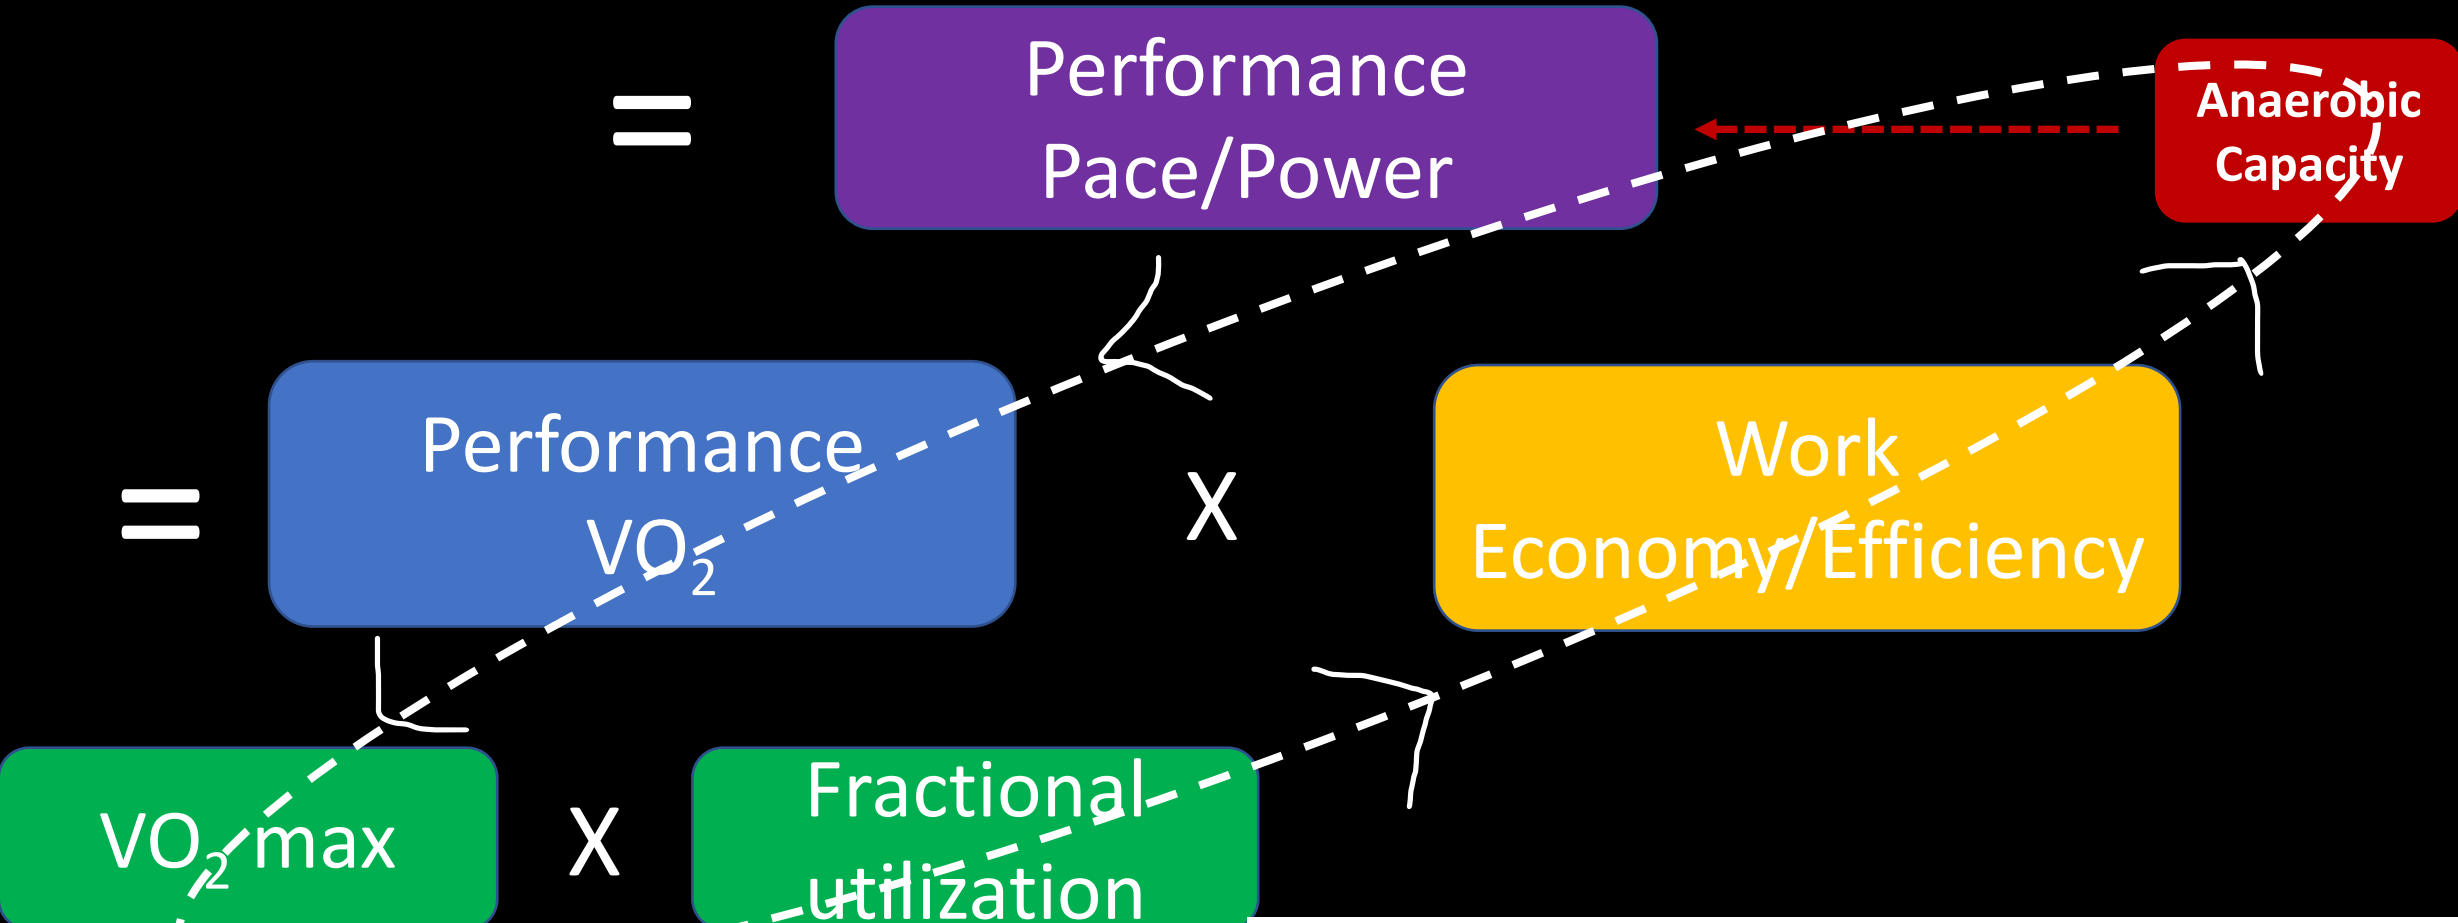 =
Performance
Pace/Power
Anaerobic
Capacity
=
Performance
VO₂
X
Work
Economy/Efficiency
VO₂ max
X
Fractional
utilization